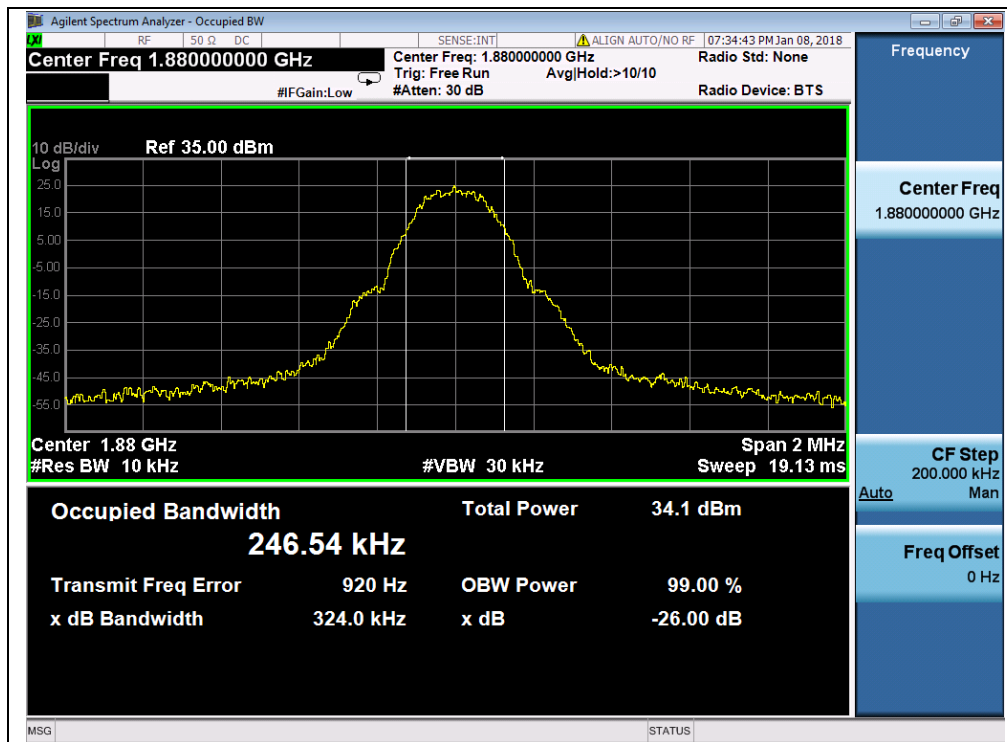 Agilent Spectrum Analyzer - Occupied BW
LXI RF 50 Ω DC SENSE:INT ALIGN AUTO/NO RF 07:34:43 PM Jan 08, 2018
Center Freq 1.880000000 GHz
#IFGain:Low
Center Freq: 1.880000000 GHz
Trig: Free Run Avg|Hold:>10/10
#Atten: 30 dB
Radio Std: None
Radio Device: BTS
10 dB/div Ref 35.00 dBm
Log
25.0
15.0
5.00
-5.00
-15.0
-25.0
-35.0
-45.0
-55.0
Center 1.88 GHz Span 2 MHz
#Res BW 10 kHz #VBW 30 kHz Sweep 19.13 ms
Occupied Bandwidth Total Power 34.1 dBm
246.54 kHz
Transmit Freq Error 920 Hz OBW Power 99.00 %
x dB Bandwidth 324.0 kHz x dB -26.00 dB
Frequency
Center Freq
1.880000000 GHz
CF Step
200.000 kHz
Auto Man
Freq Offset
0 Hz
MSG STATUS